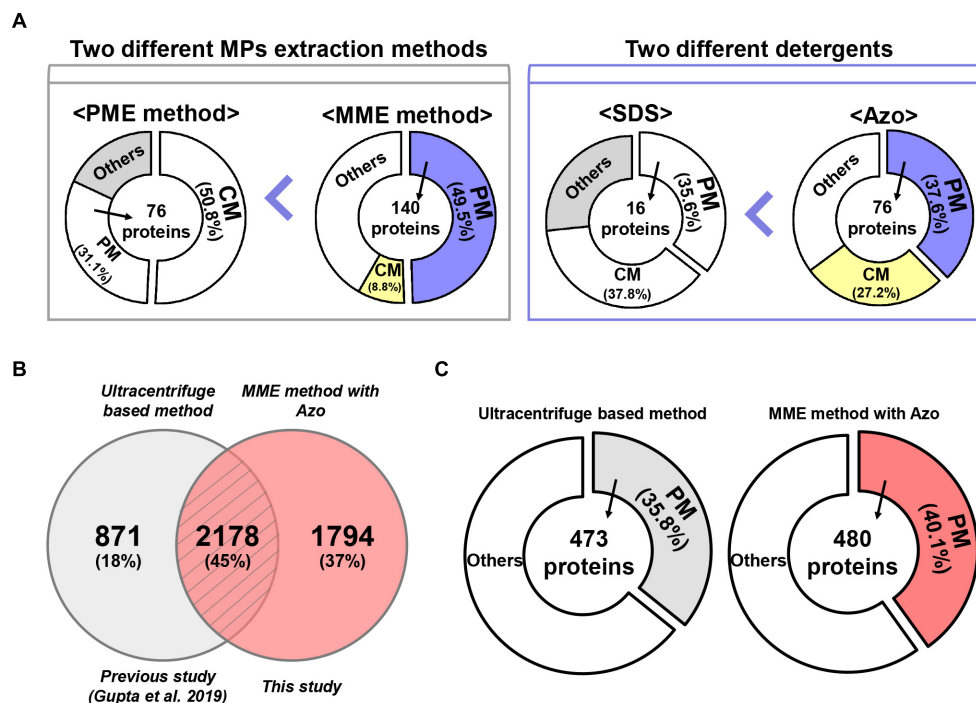 A
Two different MPs extraction methods
<PME method>
Others
CM
(50.8%)
PM
(31.1%)
76
proteins
<MME method>
Others
PM
(49.5%)
CM
(8.8%)
140
proteins
Two different detergents
<SDS>
Others
PM
(35.6%)
CM
(37.8%)
16
proteins
<Azo>
Others
PM
(37.6%)
CM
(27.2%)
76
proteins
B
Ultracentrifuge
based method
MME method with
Azo
871
(18%)
2178
(45%)
1794
(37%)
Previous study
(Gupta et al. 2019)
This study
C
Ultracentrifuge based method
PM
(35.8%)
Others
473
proteins
MME method with Azo
PM
(40.1%)
Others
480
proteins